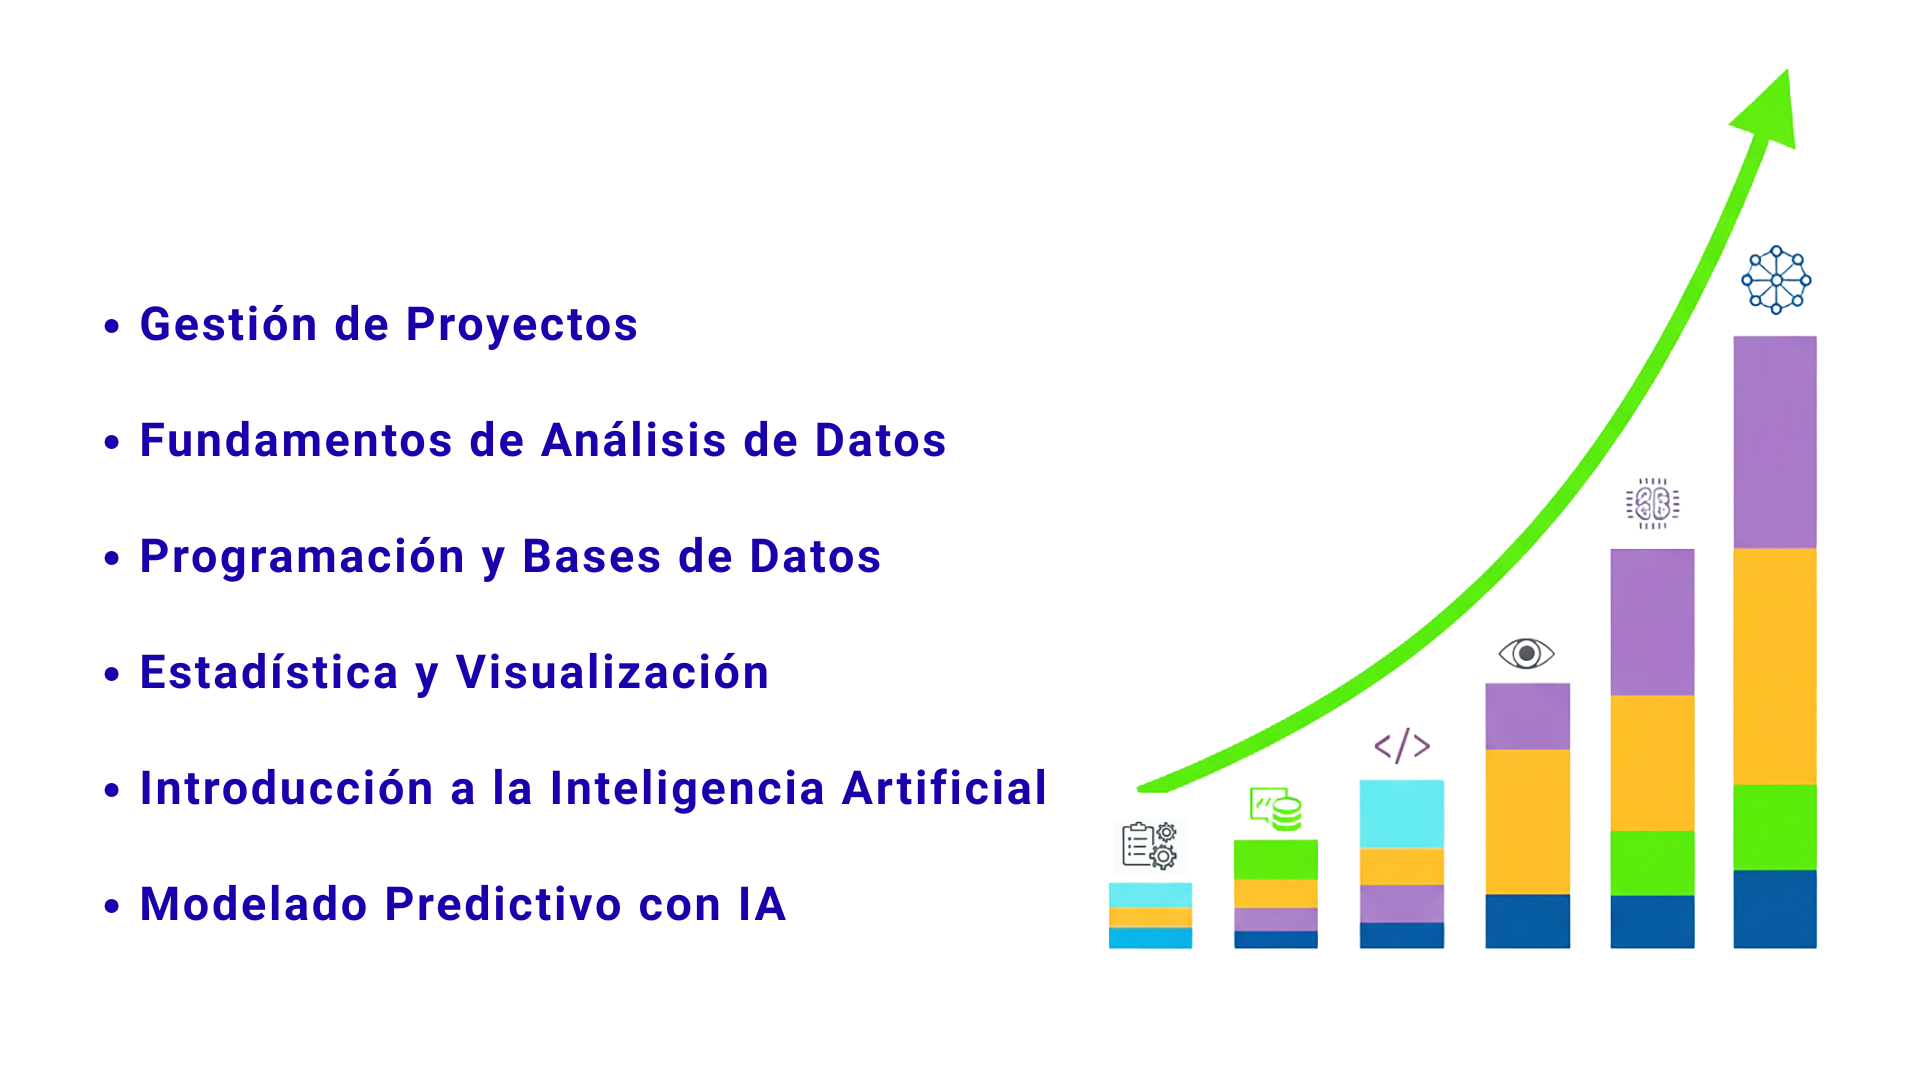 • Gestión de Proyectos
• Fundamentos de Análisis de Datos
• Programación y Bases de Datos
• Estadística y Visualización
• Introducción a la Inteligencia Artificial
• Modelado Predictivo con IA